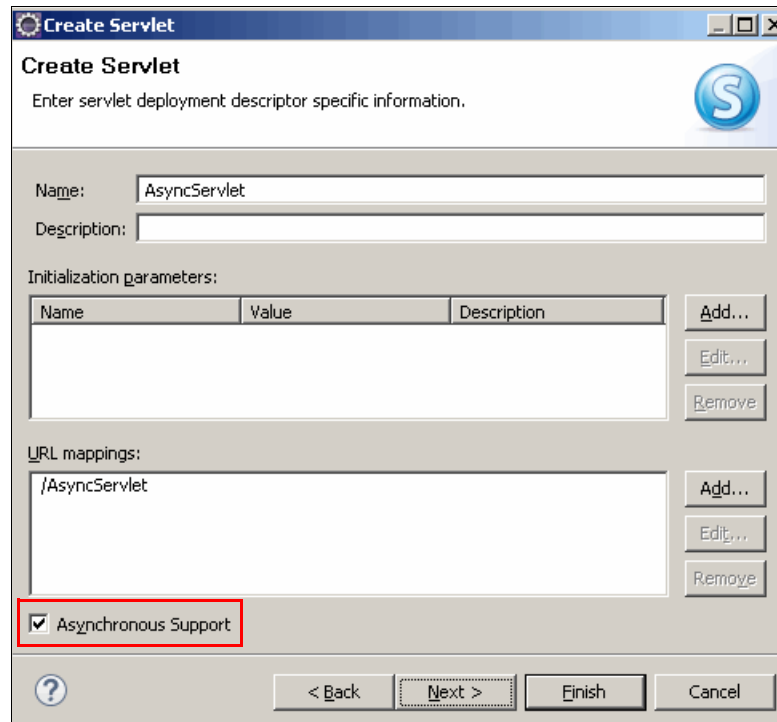 Create Servlet
Create Servlet
Enter servlet deployment descriptor specific information.
S
Name: AsyncServlet
Description:
Initialization parameters:
Name Value Description
Add...
Edit...
Remove
URL mappings:
/AsyncServlet
Add...
Edit...
Remove
Asynchronous Support
? < Back Next > Finish Cancel